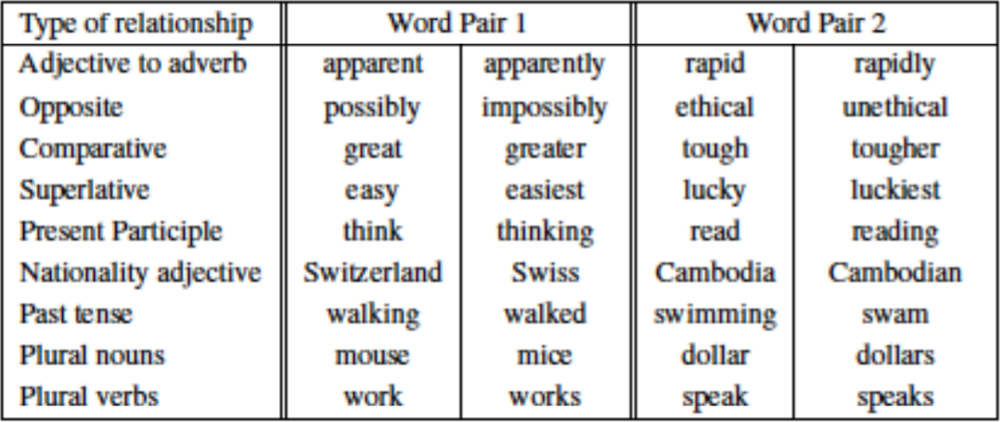 Type of relationship Word Pair 1 Word Pair 2
Adjective to adverb apparent apparently rapid rapidly
Opposite possibly impossibly ethical unethical
Comparative great greater tough tougher
Superlative easy easiest lucky luckiest
Present Participle think thinking read reading
Nationality adjective Switzerland Swiss Cambodia Cambodian
Past tense walking walked swimming swam
Plural nouns mouse mice dollar dollars
Plural verbs work works speak speaks